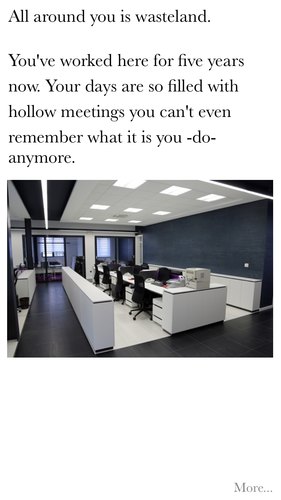 All around you is wasteland.
You've worked here for five years
now. Your days are so filled with
hollow meetings you can't even
remember what it is you -do-
anymore.
More...